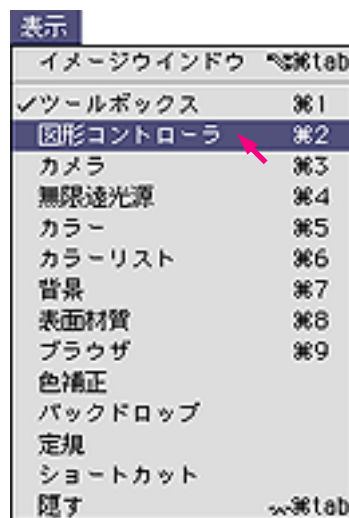 表示
イメージウインドウ ⌥⌘tab
✓ツールボックス ⌘1
図形コントローラ ⌘2
カメラ ⌘3
無限遠光源 ⌘4
カラー ⌘5
カラーリスト ⌘6
背景 ⌘7
表面材質 ⌘8
ブラウザ ⌘9
色補正
バックドロップ
定規
ショートカット
隠す ⌘tab